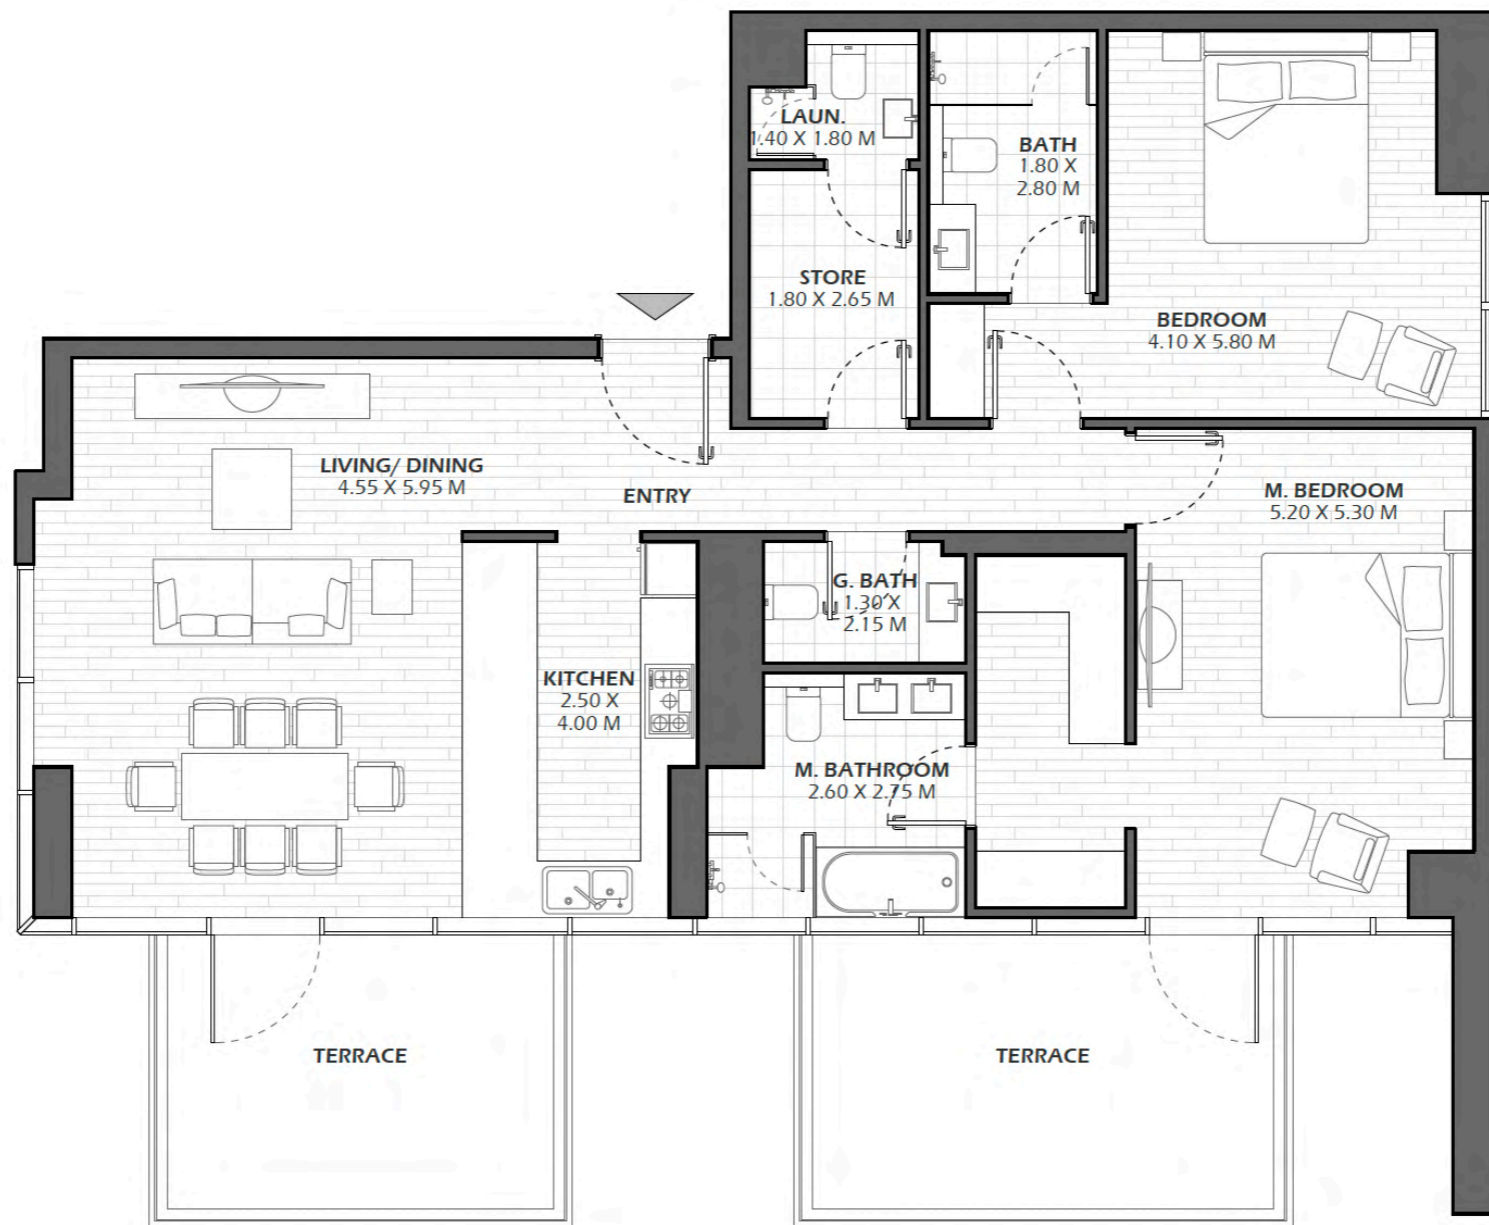 LAUN.
1.40 X 1.80 M
BATH
1.80 X
2.80 M
STORE
1.80 X 2.65 M
BEDROOM
4.10 X 5.80 M
LIVING/ DINING
4.55 X 5.95 M
ENTRY
M. BEDROOM
5.20 X 5.30 M
G. BATH
1.30 X
2.15 M
KITCHEN
2.50 X
4.00 M
M. BATHROOM
2.60 X 2.75 M
TERRACE
TERRACE